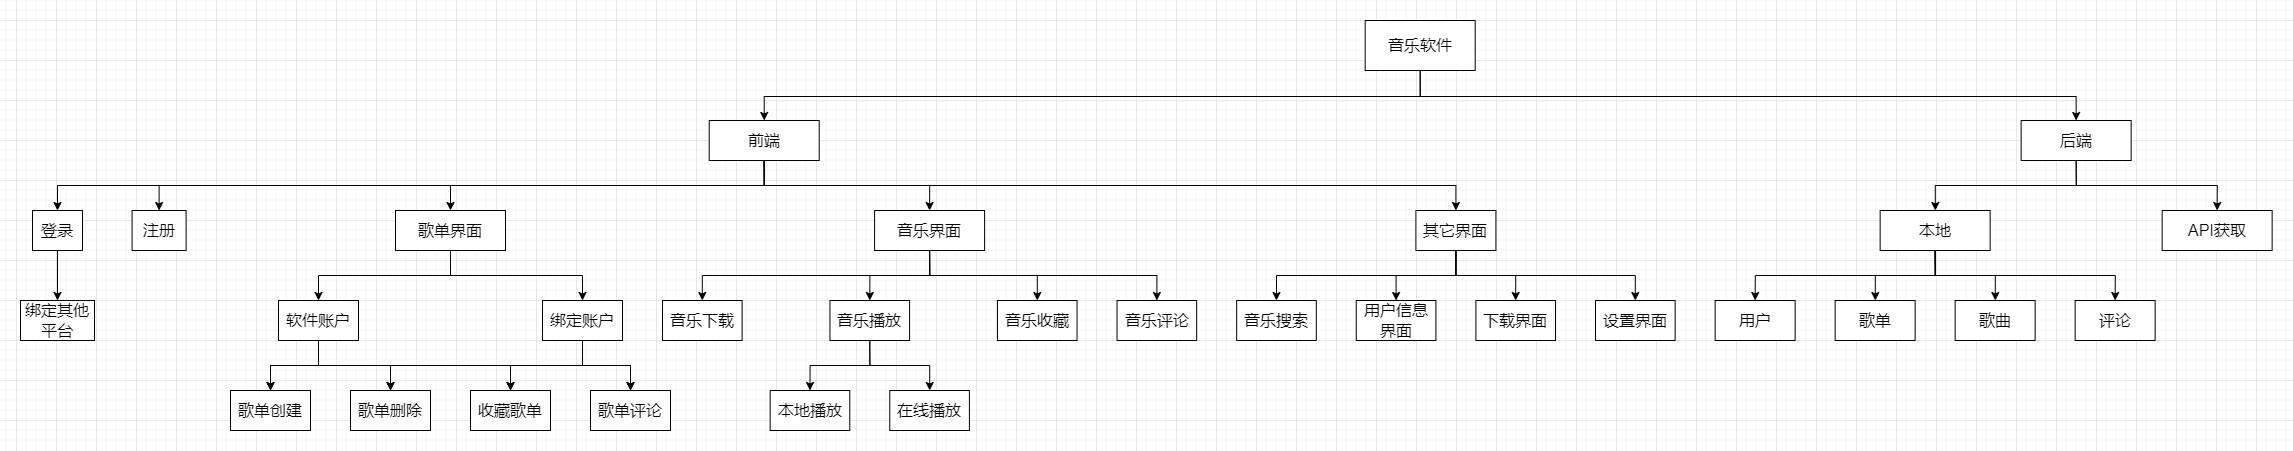 音乐软件
前端
后端
登录
注册
歌单界面
音乐界面
其它界面
本地
API获取
绑定其他
平台
软件账户
绑定账户
音乐下载
音乐播放
音乐收藏
音乐评论
音乐搜索
用户信息
界面
下载界面
设置界面
用户
歌单
歌曲
评论
歌单创建
歌单删除
收藏歌单
歌单评论
本地播放
在线播放